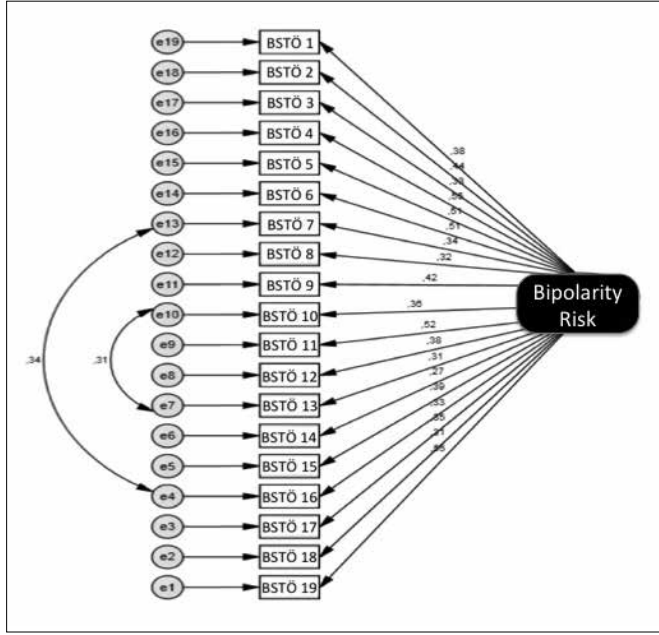 e19 BSTÖ 1
e18 BSTÖ 2
e17 BSTÖ 3
e16 BSTÖ 4
e15 BSTÖ 5
e14 BSTÖ 6
e13 BSTÖ 7
e12 BSTÖ 8
e11 BSTÖ 9
e10 BSTÖ 10
e9 BSTÖ 11
e8 BSTÖ 12
e7 BSTÖ 13
e6 BSTÖ 14
e5 BSTÖ 15
e4 BSTÖ 16
e3 BSTÖ 17
e2 BSTÖ 18
e1 BSTÖ 19
,34
,31
,38
,44
,51
,51
,34
,32
,42
,36
,52
,38
,31
,27
,39
,33
Bipolarity
Risk